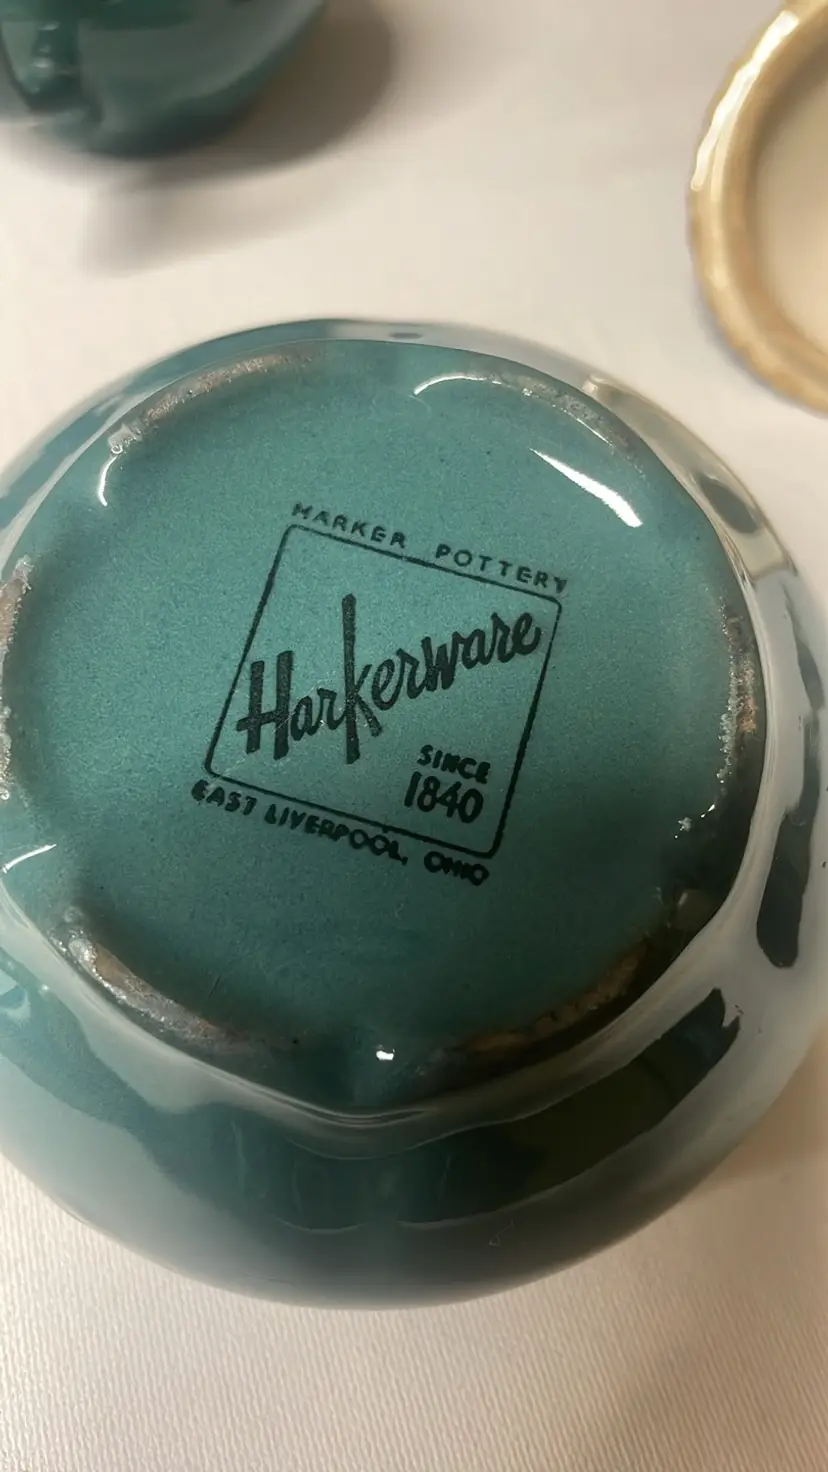 HARKER POTTERY
Harkerware
SINCE
1840
EAST LIVERPOOL, OHIO